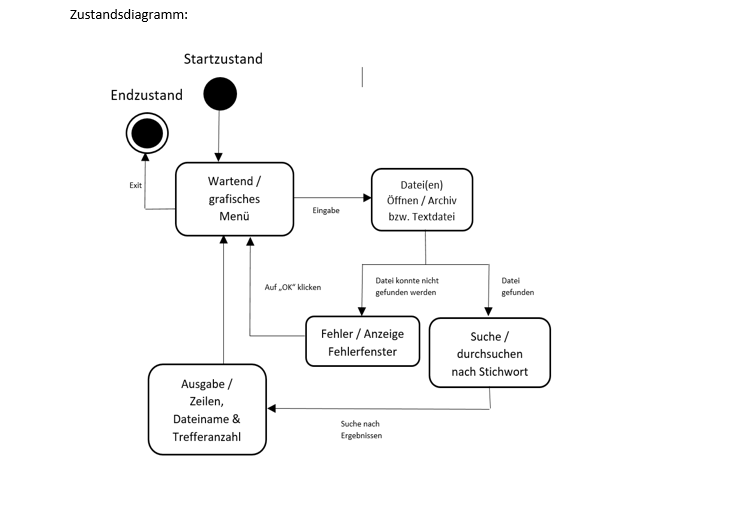 Zustandsdiagramm:
Startzustand
Endzustand
Exit
Wartend /
grafisches
Menü
Eingabe
Datei(en)
Öffnen / Archiv
bzw. Textdatei
Auf „OK“ klicken
Datei konnte nicht
gefunden werden
Datei
gefunden
Fehler / Anzeige
Fehlerfenster
Suche /
durchsuchen
nach Stichwort
Ausgabe /
Zeilen,
Dateiname &
Trefferanzahl
Suche nach
Ergebnissen